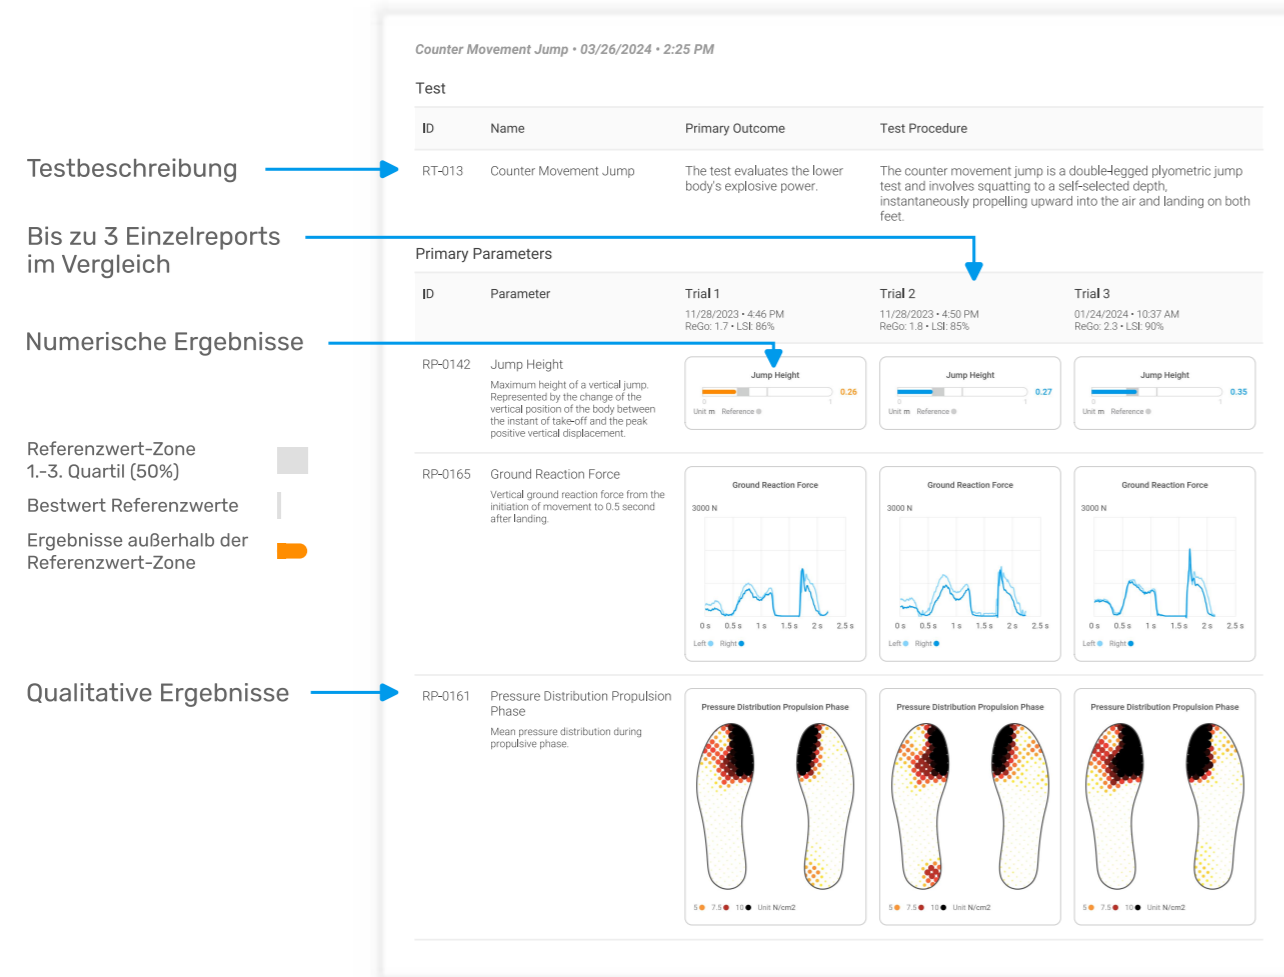 Counter Movement Jump • 03/26/2024 • 2:25 PM
Test
ID Name Primary Outcome Test Procedure
Testbeschreibung
RT-013 Counter Movement Jump
The test evaluates the lower
body's explosive power.
The counter movement jump is a double-legged plyometric jump
test and involves squatting to a self-selected depth,
instantaneously propelling upward into the air and landing on both
feet.
Bis zu 3 Einzelreports
im Vergleich
Primary Parameters
ID Parameter Trial 1 Trial 2 Trial 3
11/28/2023 • 4:46 PM 11/28/2023 • 4:50 PM 01/24/2024 • 10:37 AM
ReGo: 1.7 • LSI: 86% ReGo: 1.8 • LSI: 85% ReGo: 2.3 • LSI: 90%
Numerische Ergebnisse
RP-0142 Jump Height
Maximum height of a vertical jump.
Represented by the change of the
vertical position of the body between
the instant of take-off and the peak
positive vertical displacement.
Jump Height
0.26
0 1
Unit m Reference
Jump Height
0.27
0 1
Unit m Reference
Jump Height
0.35
0 1
Unit m Reference
Referenzwert-Zone
1.-3. Quartil (50%)
Bestwert Referenzwerte
Ergebnisse außerhalb der
Referenzwert-Zone
RP-0165 Ground Reaction Force
Vertical ground reaction force from the
initiation of movement to 0.5 second
after landing.
Ground Reaction Force
3000 N
0 s 0.5 s 1 s 1.5 s 2 s 2.5 s
Left Right
Ground Reaction Force
3000 N
0 s 0.5 s 1 s 1.5 s 2 s 2.5 s
Left Right
Ground Reaction Force
3000 N
0 s 0.5 s 1 s 1.5 s 2 s 2.5 s
Left Right
Qualitative Ergebnisse
RP-0161 Pressure Distribution Propulsion
Phase
Mean pressure distribution during
propulsive phase.
Pressure Distribution Propulsion Phase
5 7.5 10 Unit N/cm2
Pressure Distribution Propulsion Phase
5 7.5 10 Unit N/cm2
Pressure Distribution Propulsion Phase
5 7.5 10 Unit N/cm2